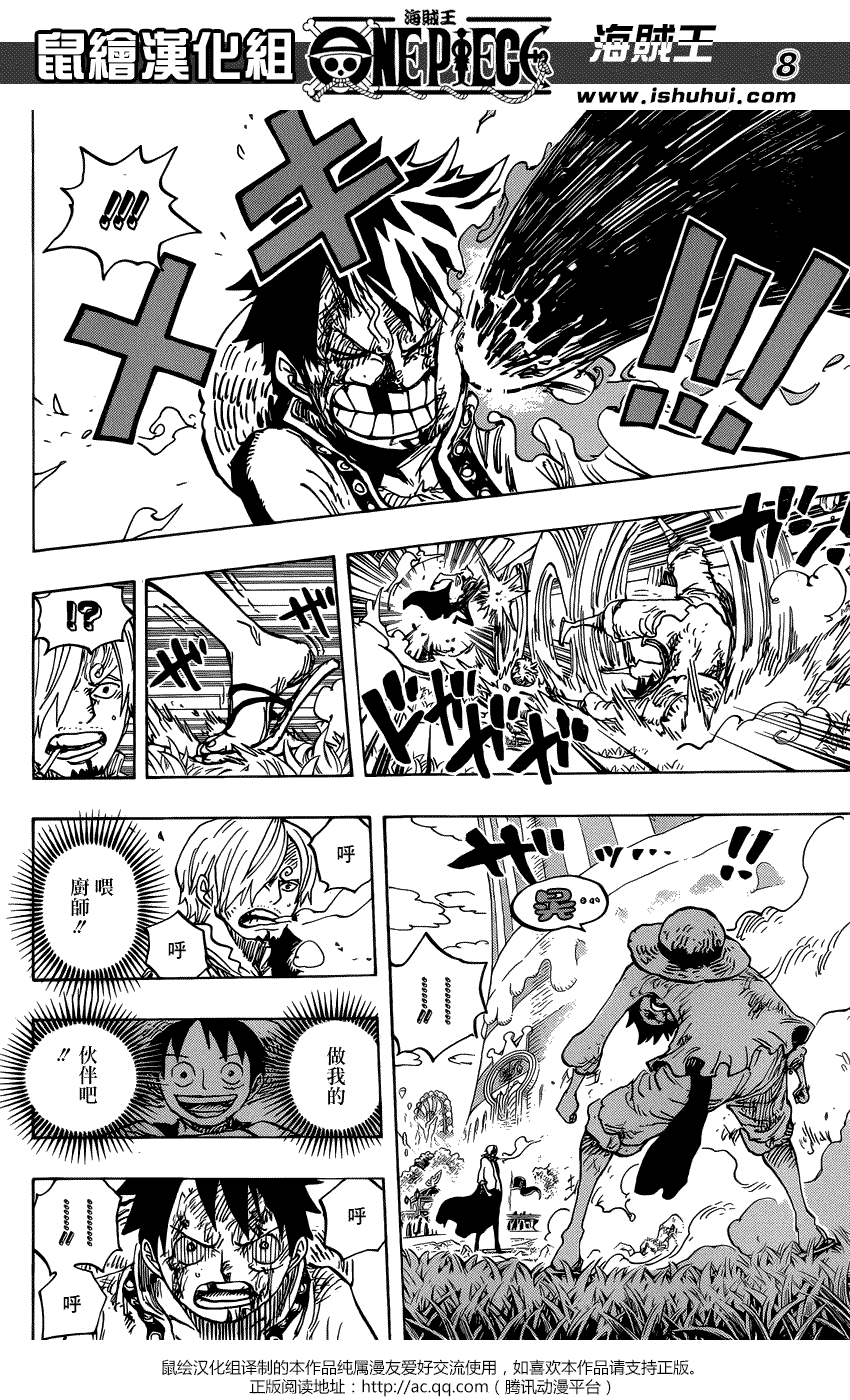 鼠繪漢化組
海賊王
ONE PIECE
海賊王
8
www.ishuhui.com
!!!
キ
キ
!!!
ガガ!!
ザ
ザ
!?
ドガガガ
ザ…
!!
吳…
!!
呼
呼
喂
廚師!!
做我的
伙伴吧
!!
呼
呼
!!
鼠绘汉化组译制的本作品纯属漫友爱好交流使用，如喜欢本作品请支持正版。
正版阅读地址：http://ac.qq.com（腾讯动漫平台）